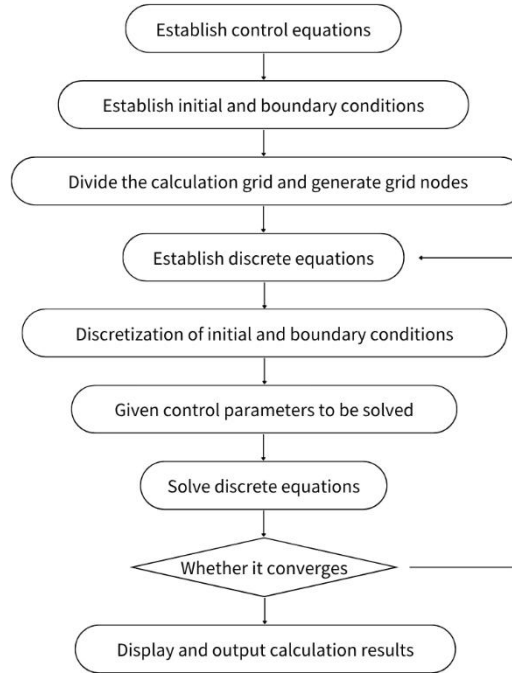 Establish control equations
Establish initial and boundary conditions
Divide the calculation grid and generate grid nodes
Establish discrete equations
Discretization of initial and boundary conditions
Given control parameters to be solved
Solve discrete equations
Whether it converges
Display and output calculation results